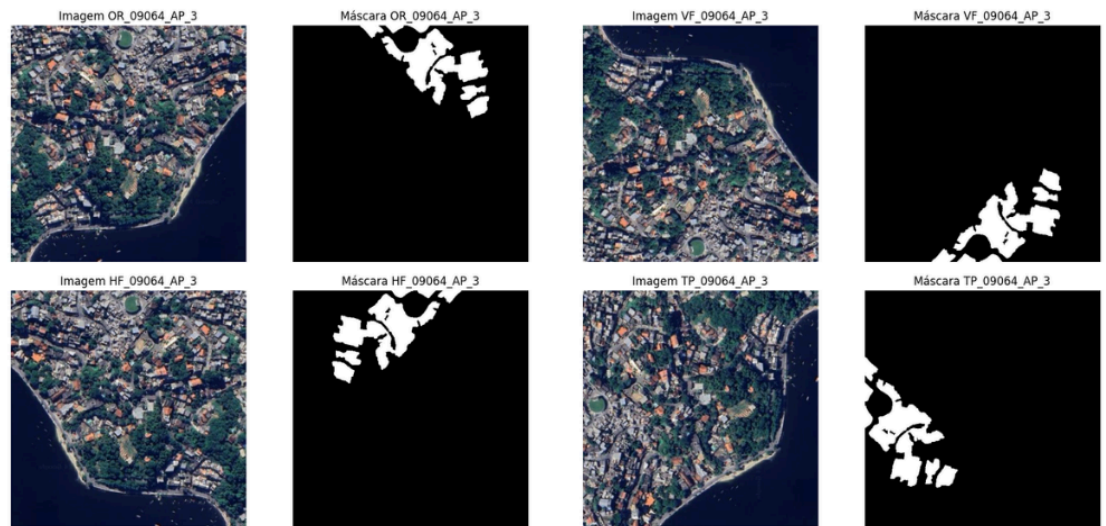 Imagem OR_09064_AP_3
Máscara OR_09064_AP_3
Imagem VF_09064_AP_3
Máscara VF_09064_AP_3
Imagem HF_09064_AP_3
Máscara HF_09064_AP_3
Imagem TP_09064_AP_3
Máscara TP_09064_AP_3